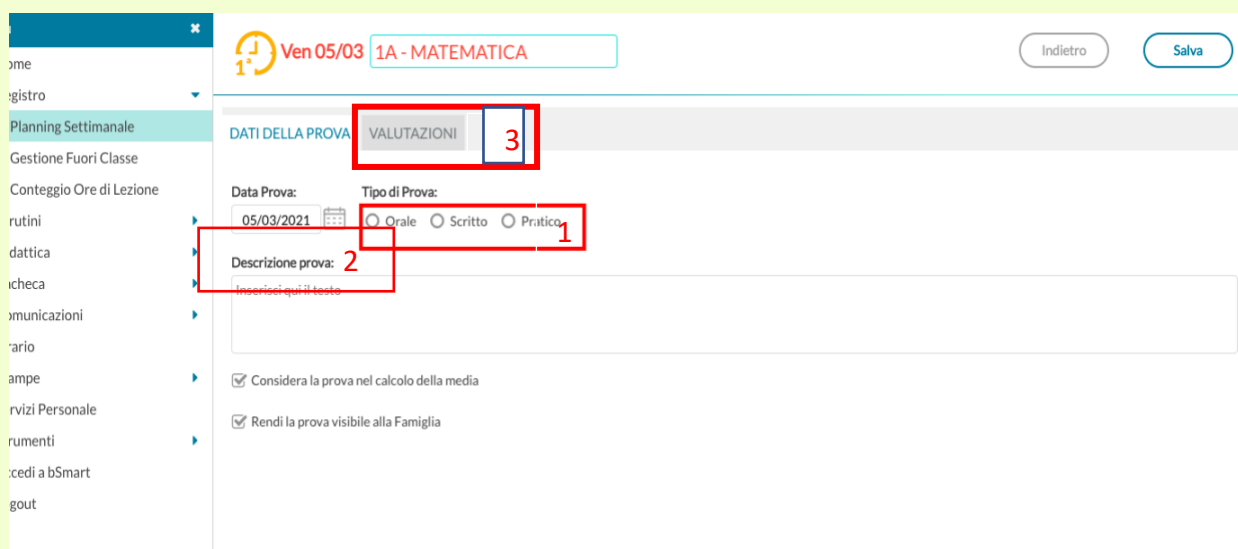 ome
egistro
Planning Settimanale
Gestione Fuori Classe
Conteggio Ore di Lezione
rutini
dattica
acheca
omunicazioni
rario
ampe
rvizi Personale
rumenti
ccedi a bSmart
gout
1ª Ven 05/03 1A - MATEMATICA
Indietro Salva
DATI DELLA PROVA VALUTAZIONI 3
Data Prova: Tipo di Prova:
05/03/2021 Orale Scritto Pratico 1
Descrizione prova: 2
Inserisci qui il testo
Considera la prova nel calcolo della media
Rendi la prova visibile alla Famiglia